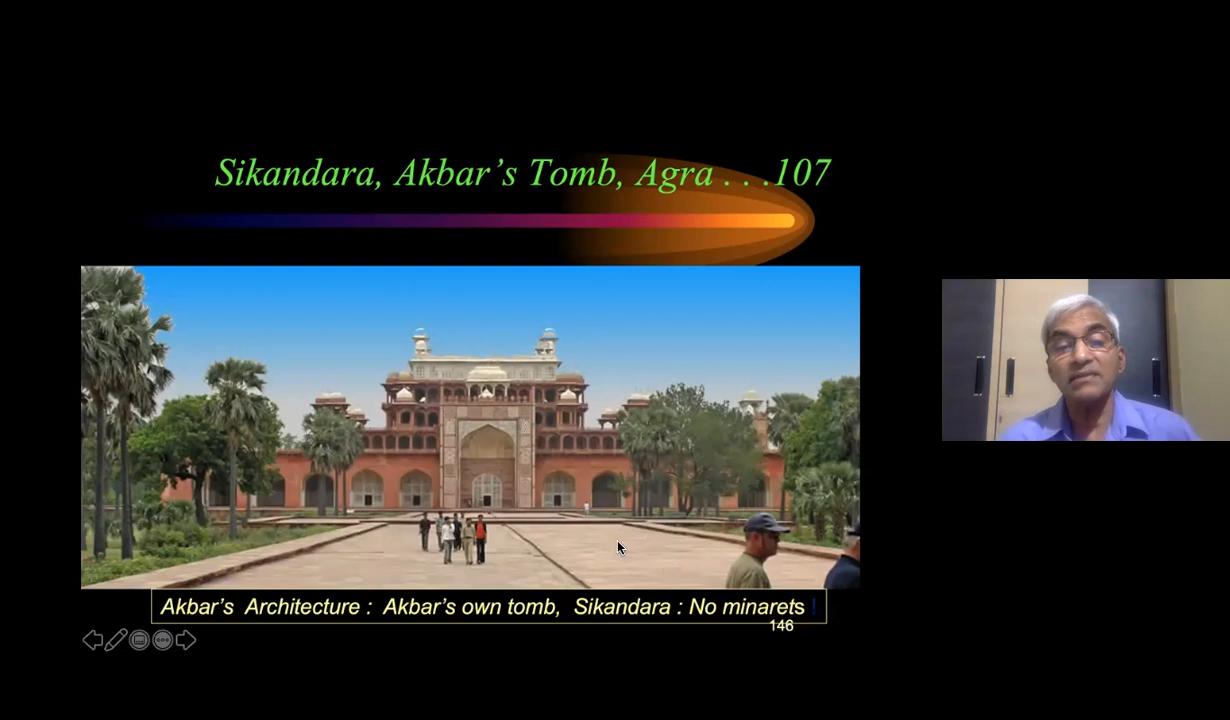 Sikandara, Akbar’s Tomb, Agra . . .107
Akbar’s Architecture : Akbar’s own tomb, Sikandara : No minarets !
146